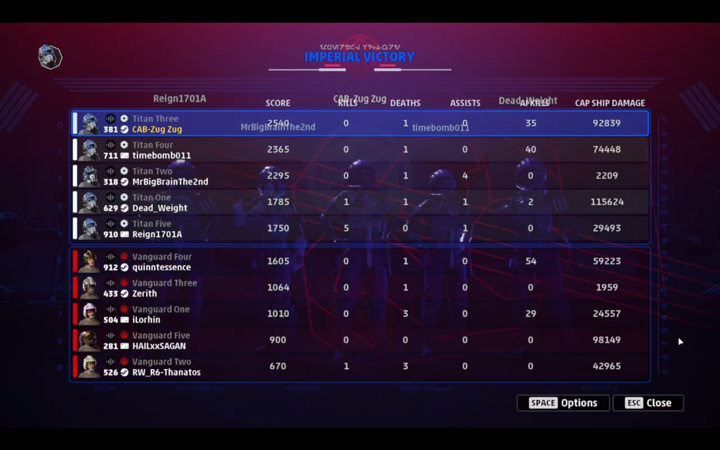 IMPERIAL VICTORY
Reign1701A CAB-Zug Zug Dead_Weight
SCORE KILLS DEATHS ASSISTS AI KILLS CAP SHIP DAMAGE
MrBigBrainThe2nd timebomb011
Titan Three
381 CAB-Zug Zug 2540 0 1 0 35 92839
Titan Four
711 timebomb011 2365 0 1 0 40 74448
Titan Two
318 MrBigBrainThe2nd 2295 0 1 4 0 2209
Titan One
629 Dead_Weight 1785 1 1 1 2 115624
Titan Five
910 Reign1701A 1750 5 0 1 0 29493
Vanguard Four
912 quinntessence 1605 0 1 0 54 59223
Vanguard Three
433 Zerith 1064 0 1 0 0 1959
Vanguard One
504 iLorhin 1010 0 3 0 29 24557
Vanguard Five
281 HAILxxSAGAN 900 0 0 0 0 98149
Vanguard Two
526 RW_R6-Thanatos 670 1 3 0 0 42965
SPACE Options ESC Close